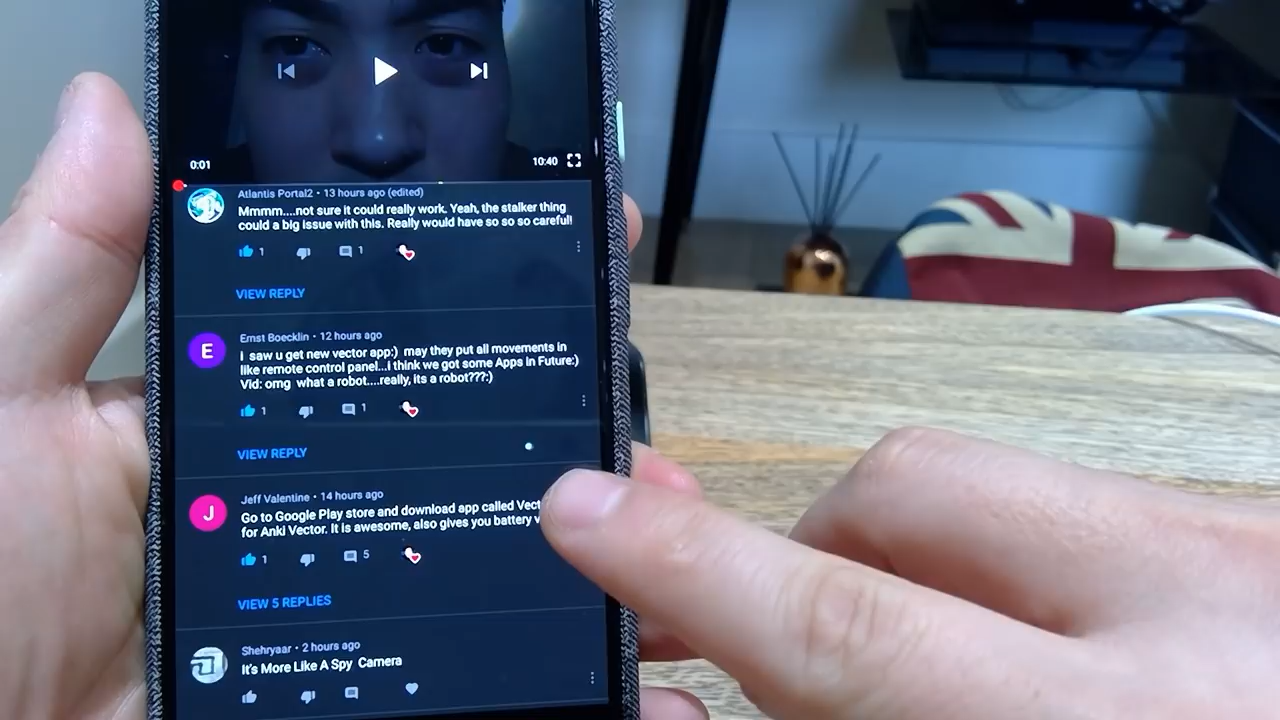 0:01
10:40
Atlantis Portal2 • 13 hours ago (edited)
Mmmm....not sure it could really work. Yeah, the stalker thing
could a big issue with this. Really would have so so so careful!
1
1
VIEW REPLY
E
Ernst Boecklin • 12 hours ago
I saw u get new vector app:) may they put all movements in
like remote control panel...i think we got some Apps in Future:)
Vid: omg what a robot....really, its a robot???:)
1
1
VIEW REPLY
J
Jeff Valentine • 14 hours ago
Go to Google Play store and download app called
for Anki Vector. It is awesome, also gives you battery
1
5
VIEW 5 REPLIES
Shehryaar • 2 hours ago
It's More Like A Spy Camera